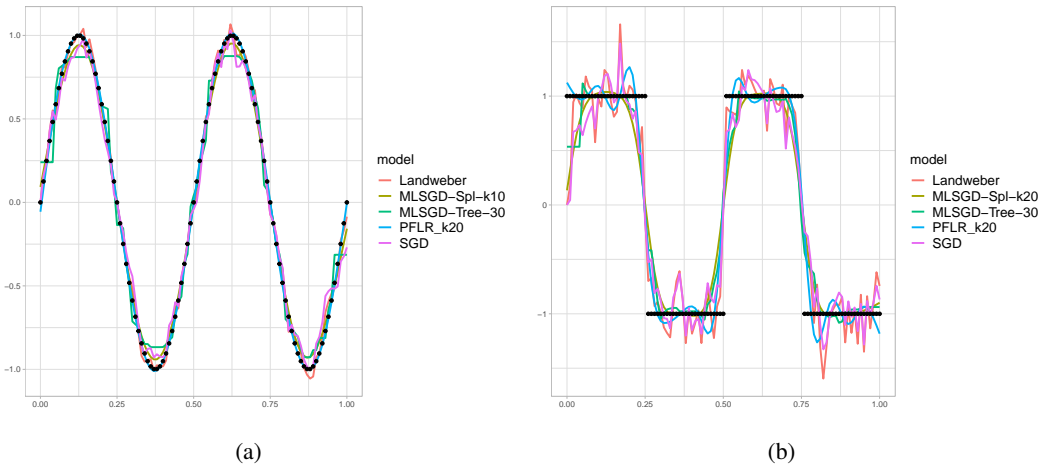 1.0
0.5
0.0
−0.5
−1.0
0.00
0.25
0.50
0.75
1.00
model
Landweber
MLSGD−Spl−k10
MLSGD−Tree−30
PFLR_k20
SGD
(a)
1
0
−1
0.00
0.25
0.50
0.75
1.00
model
Landweber
MLSGD−Spl−k20
MLSGD−Tree−30
PFLR_k20
SGD
(b)